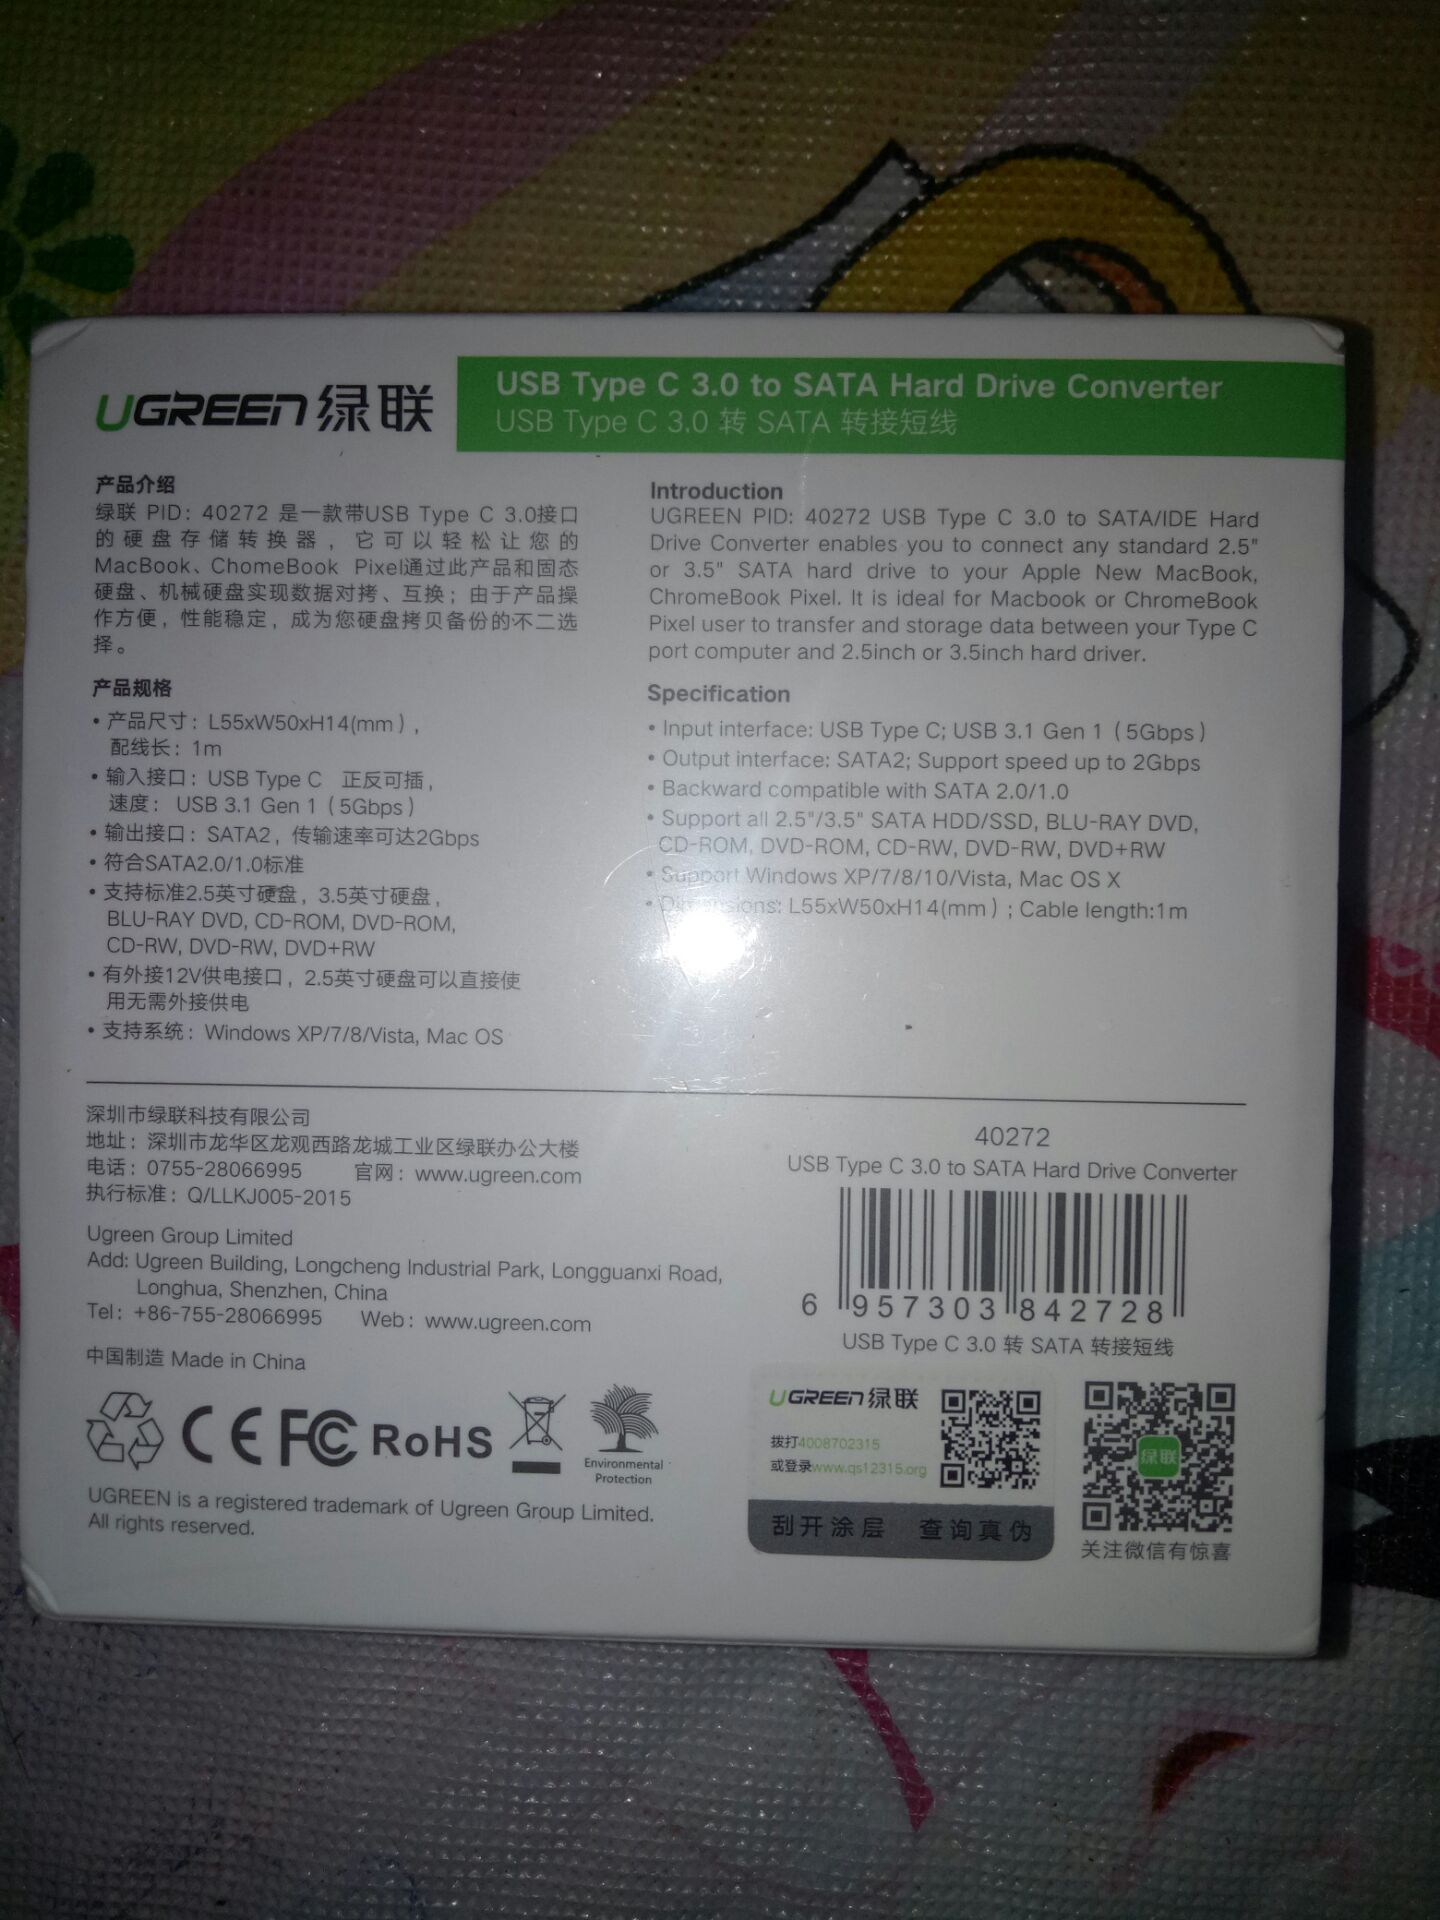 UGREEN 绿联
USB Type C 3.0 to SATA Hard Drive Converter
USB Type C 3.0 转 SATA 转接短线
产品介绍
绿联 PID: 40272 是一款带USB Type C 3.0接口
的硬盘存储转换器，它可以轻松让您的
MacBook、ChomeBook Pixel通过此产品和固态
硬盘、机械硬盘实现数据对拷、互换；由于产品操
作方便，性能稳定，成为您硬盘拷贝备份的不二选
择。
产品规格
• 产品尺寸：L55xW50xH14(mm)，
配线长：1m
• 输入接口：USB Type C 正反可插，
速度： USB 3.1 Gen 1（5Gbps）
• 输出接口：SATA2，传输速率可达2Gbps
• 符合SATA2.0/1.0标准
• 支持标准2.5英寸硬盘，3.5英寸硬盘，
BLU-RAY DVD, CD-ROM, DVD-ROM,
CD-RW, DVD-RW, DVD+RW
• 有外接12V供电接口，2.5英寸硬盘可以直接使
用无需外接供电
• 支持系统：Windows XP/7/8/Vista, Mac OS
Introduction
UGREEN PID: 40272 USB Type C 3.0 to SATA/IDE Hard
Drive Converter enables you to connect any standard 2.5"
or 3.5" SATA hard drive to your Apple New MacBook,
ChromeBook Pixel. It is ideal for Macbook or ChromeBook
Pixel user to transfer and storage data between your Type C
port computer and 2.5inch or 3.5inch hard driver.
Specification
• Input interface: USB Type C; USB 3.1 Gen 1（5Gbps）
• Output interface: SATA2; Support speed up to 2Gbps
• Backward compatible with SATA 2.0/1.0
• Support all 2.5"/3.5" SATA HDD/SSD, BLU-RAY DVD,
CD-ROM, DVD-ROM, CD-RW, DVD-RW, DVD+RW
• Support Windows XP/7/8/10/Vista, Mac OS X
• Dimensions: L55xW50xH14(mm)；Cable length:1m
深圳市绿联科技有限公司
地址：深圳市龙华区龙观西路龙城工业区绿联办公大楼
电话：0755-28066995 官网：www.ugreen.com
执行标准：Q/LLKJ005-2015
Ugreen Group Limited
Add: Ugreen Building, Longcheng Industrial Park, Longguanxi Road,
Longhua, Shenzhen, China
Tel: +86-755-28066995 Web: www.ugreen.com
中国制造 Made in China
CE FC RoHS
Environmental
Protection
UGREEN is a registered trademark of Ugreen Group Limited.
All rights reserved.
40272
USB Type C 3.0 to SATA Hard Drive Converter
6 957303 842728
USB Type C 3.0 转 SATA 转接短线
UGREEN 绿联
拨打4008702315
或登录www.qs12315.org
刮开涂层 查询真伪
绿联
关注微信有惊喜